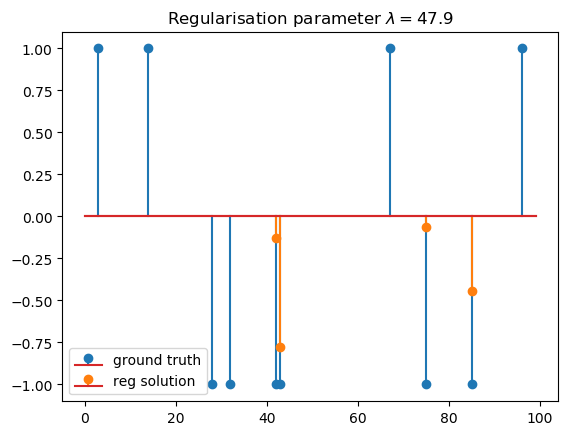 Regularisation parameter λ = 47.9
1.00
0.75
0.50
0.25
0.00
−0.25
−0.50
−0.75
−1.00
ground truth
reg solution
0 20 40 60 80 100